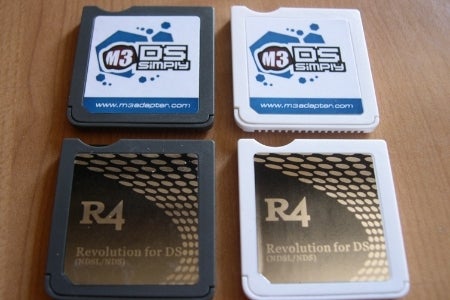 M3 DS
SIMPLY
www.m3adapter.com
M3 DS
SIMPLY
www.m3adapter.com
R4
Revolution for DS
(NDSL/NDS)
R4
Revolution for DS
(NDSL/NDS)